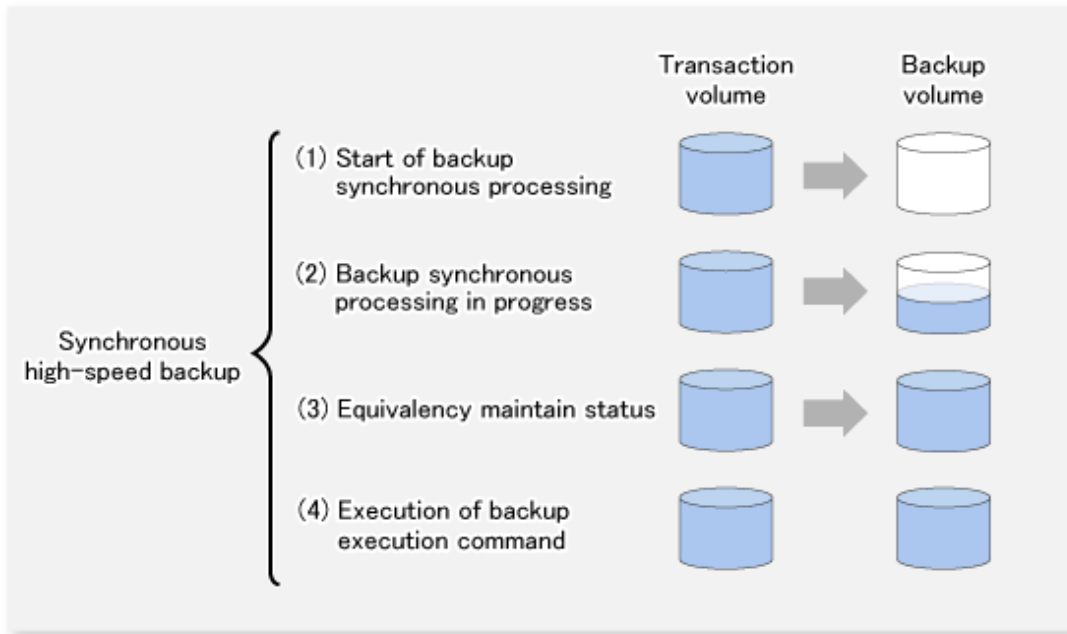 Transaction
volume
Backup
volume
(1) Start of backup
synchronous processing
(2) Backup synchronous
processing in progress
Synchronous
high-speed backup
(3) Equivalency maintain status
(4) Execution of backup
execution command